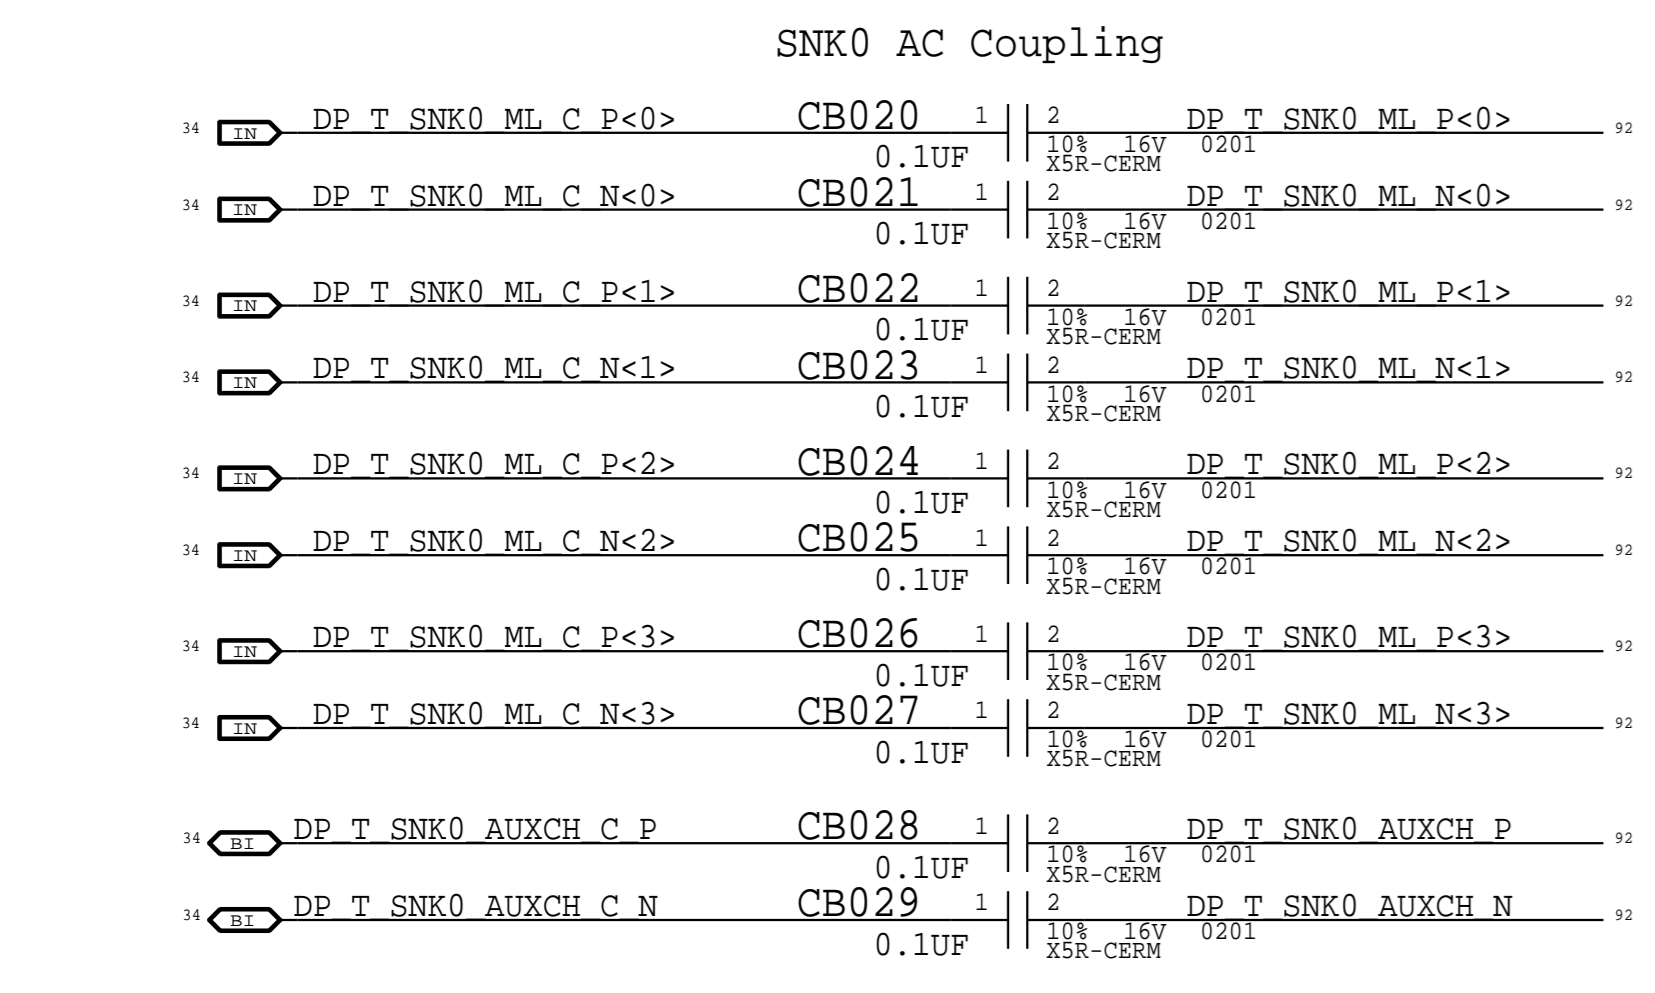 SNK0 AC Coupling
34 IN DP_T_SNK0_ML_C_P<0> CB020 1 2 DP_T_SNK0_ML_P<0> 92
0.1UF 10% 16V 0201
X5R-CERM
34 IN DP_T_SNK0_ML_C_N<0> CB021 1 2 DP_T_SNK0_ML_N<0> 92
0.1UF 10% 16V 0201
X5R-CERM
34 IN DP_T_SNK0_ML_C_P<1> CB022 1 2 DP_T_SNK0_ML_P<1> 92
0.1UF 10% 16V 0201
X5R-CERM
34 IN DP_T_SNK0_ML_C_N<1> CB023 1 2 DP_T_SNK0_ML_N<1> 92
0.1UF 10% 16V 0201
X5R-CERM
34 IN DP_T_SNK0_ML_C_P<2> CB024 1 2 DP_T_SNK0_ML_P<2> 92
0.1UF 10% 16V 0201
X5R-CERM
34 IN DP_T_SNK0_ML_C_N<2> CB025 1 2 DP_T_SNK0_ML_N<2> 92
0.1UF 10% 16V 0201
X5R-CERM
34 IN DP_T_SNK0_ML_C_P<3> CB026 1 2 DP_T_SNK0_ML_P<3> 92
0.1UF 10% 16V 0201
X5R-CERM
34 IN DP_T_SNK0_ML_C_N<3> CB027 1 2 DP_T_SNK0_ML_N<3> 92
0.1UF 10% 16V 0201
X5R-CERM
34 BI DP_T_SNK0_AUXCH_C_P CB028 1 2 DP_T_SNK0_AUXCH_P 92
0.1UF 10% 16V 0201
X5R-CERM
34 BI DP_T_SNK0_AUXCH_C_N CB029 1 2 DP_T_SNK0_AUXCH_N 92
0.1UF 10% 16V 0201
X5R-CERM